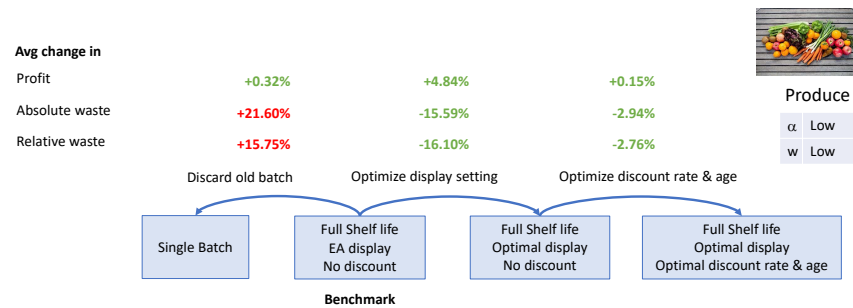 Avg change in
Profit +0.32% +4.84% +0.15%
Absolute waste +21.60% -15.59% -2.94%
Relative waste +15.75% -16.10% -2.76%
Produce
α Low
w Low
Discard old batch Optimize display setting Optimize discount rate & age
Single Batch
Full Shelf life
EA display
No discount
Full Shelf life
Optimal display
No discount
Full Shelf life
Optimal display
Optimal discount rate & age
Benchmark